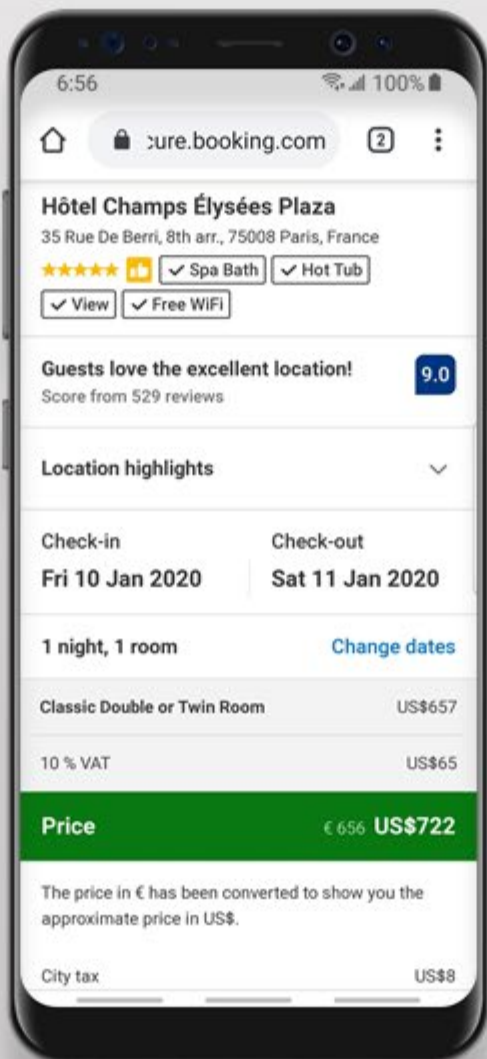 6:56 100%
:ure.booking.com 2
Hôtel Champs Élysées Plaza
35 Rue De Berri, 8th arr., 75008 Paris, France
✓ Spa Bath ✓ Hot Tub
✓ View ✓ Free WiFi
Guests love the excellent location! 9.0
Score from 529 reviews
Location highlights
Check-in Check-out
Fri 10 Jan 2020 Sat 11 Jan 2020
1 night, 1 room Change dates
Classic Double or Twin Room US$657
10 % VAT US$65
Price € 656 US$722
The price in € has been converted to show you the
approximate price in US$.
City tax US$8